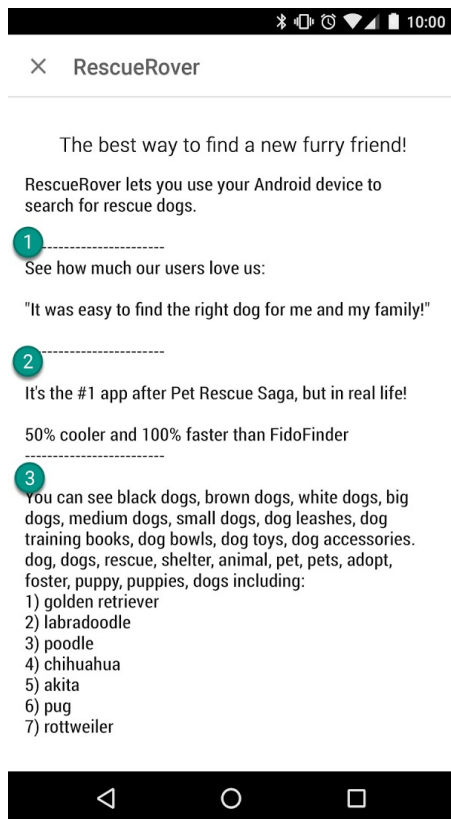 10:00
RescueRover
The best way to find a new furry friend!
RescueRover lets you use your Android device to
search for rescue dogs.
1 ----------------------
See how much our users love us:
"It was easy to find the right dog for me and my family!"
----------------------
2
It's the #1 app after Pet Rescue Saga, but in real life!
50% cooler and 100% faster than FidoFinder
-------------------------
3
You can see black dogs, brown dogs, white dogs, big
dogs, medium dogs, small dogs, dog leashes, dog
training books, dog bowls, dog toys, dog accessories.
dog, dogs, rescue, shelter, animal, pet, pets, adopt,
foster, puppy, puppies, dogs including:
1) golden retriever
2) labradoodle
3) poodle
4) chihuahua
5) akita
6) pug
7) rottweiler